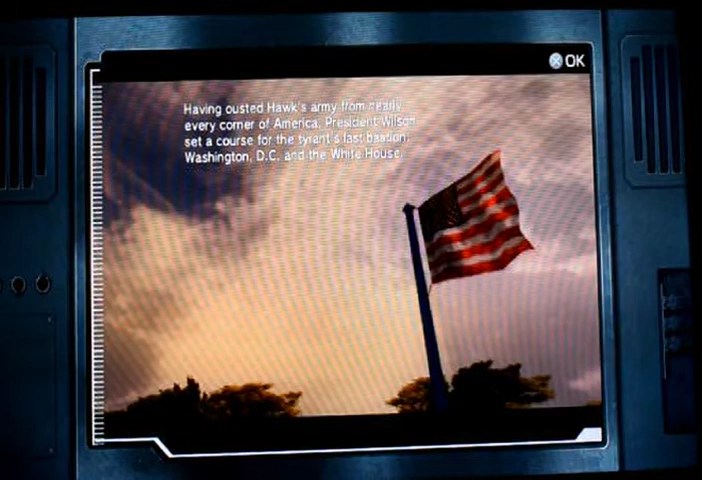 OK
Having ousted Hawk's army from nearly
every corner of America, President Wilson
set a course for the tyrant's last bastion:
Washington, D.C. and the White House.